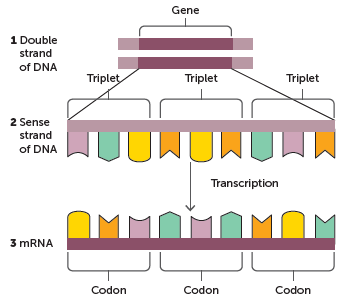 Gene
1 Double
strand
of DNA
Triplet Triplet Triplet
2 Sense
strand
of DNA
Transcription
3 mRNA
Codon Codon Codon